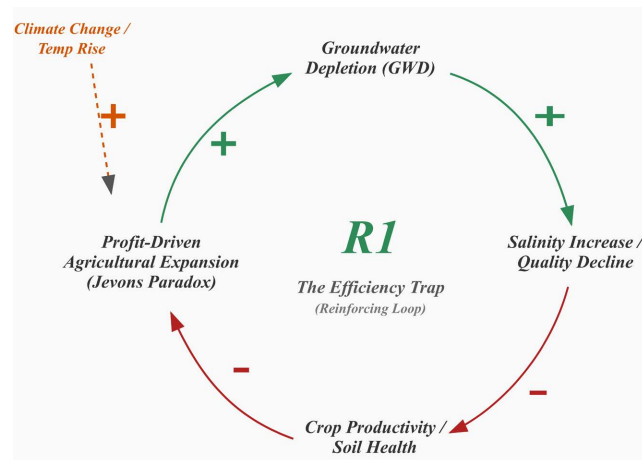 Climate Change /
Temp Rise
Groundwater
Depletion (GWD)
+
+
+
Profit-Driven
Agricultural Expansion
(Jevons Paradox)
R1
The Efficiency Trap
(Reinforcing Loop)
Salinity Increase /
Quality Decline
−
−
Crop Productivity /
Soil Health